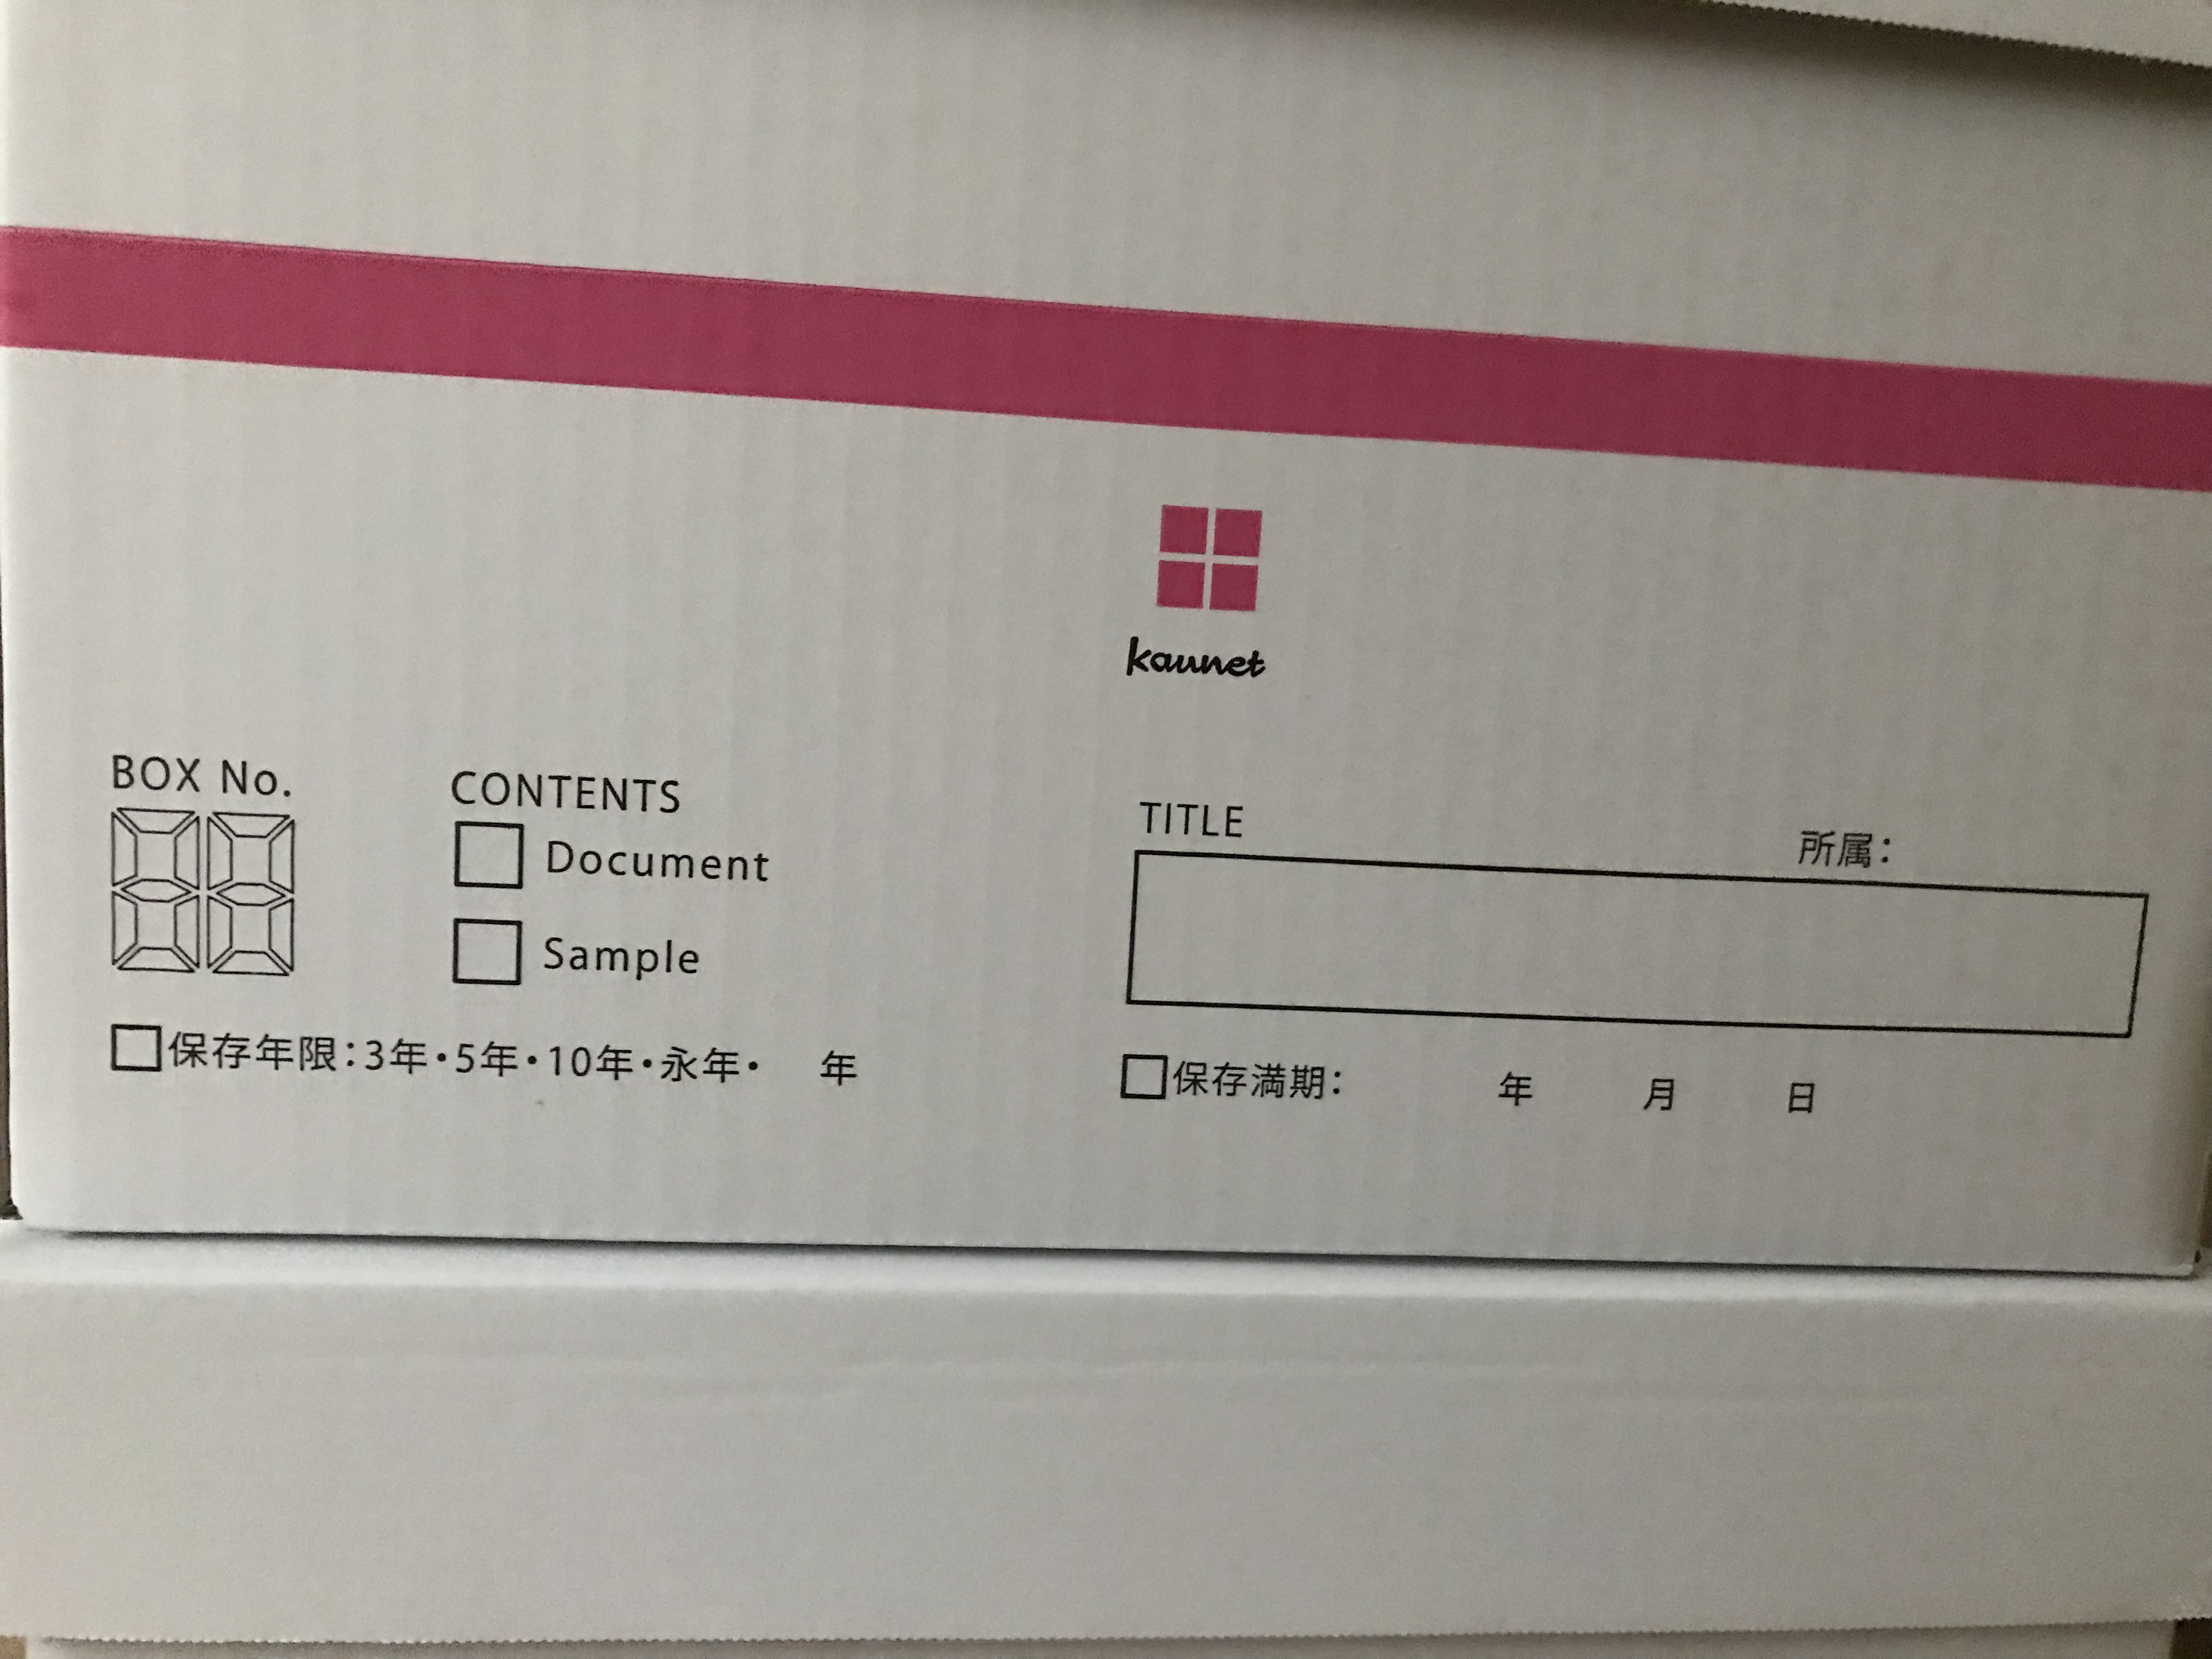 kaunet
BOX No.
CONTENTS
Document
Sample
保存年限:3年・5年・10年・永年・　年
TITLE
所属:
保存満期:　年　月　日